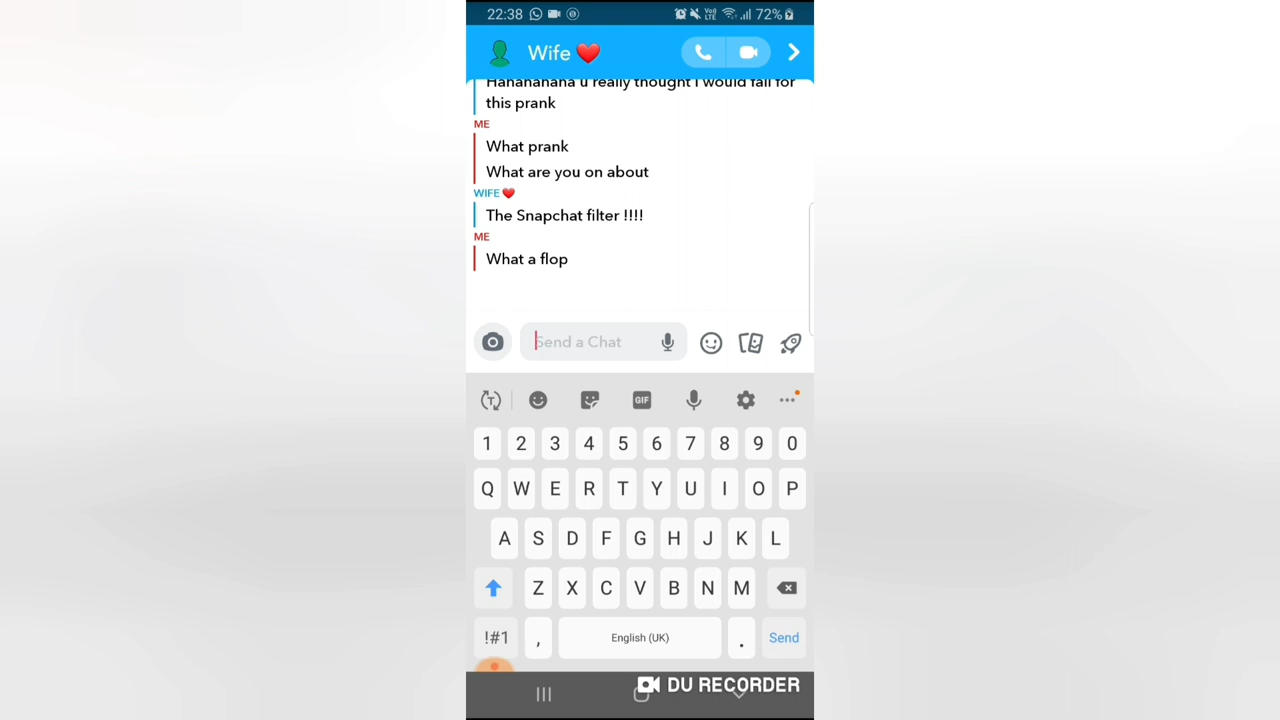 22:38 72%
Wife ❤️
Hahahahaha u really thought I would fall for
this prank
ME
What prank
What are you on about
WIFE ❤️
The Snapchat filter !!!!
ME
What a flop
Send a Chat
GIF
1 2 3 4 5 6 7 8 9 0
Q W E R T Y U I O P
A S D F G H J K L
Z X C V B N M
!#1 , English (UK) . Send
DU RECORDER